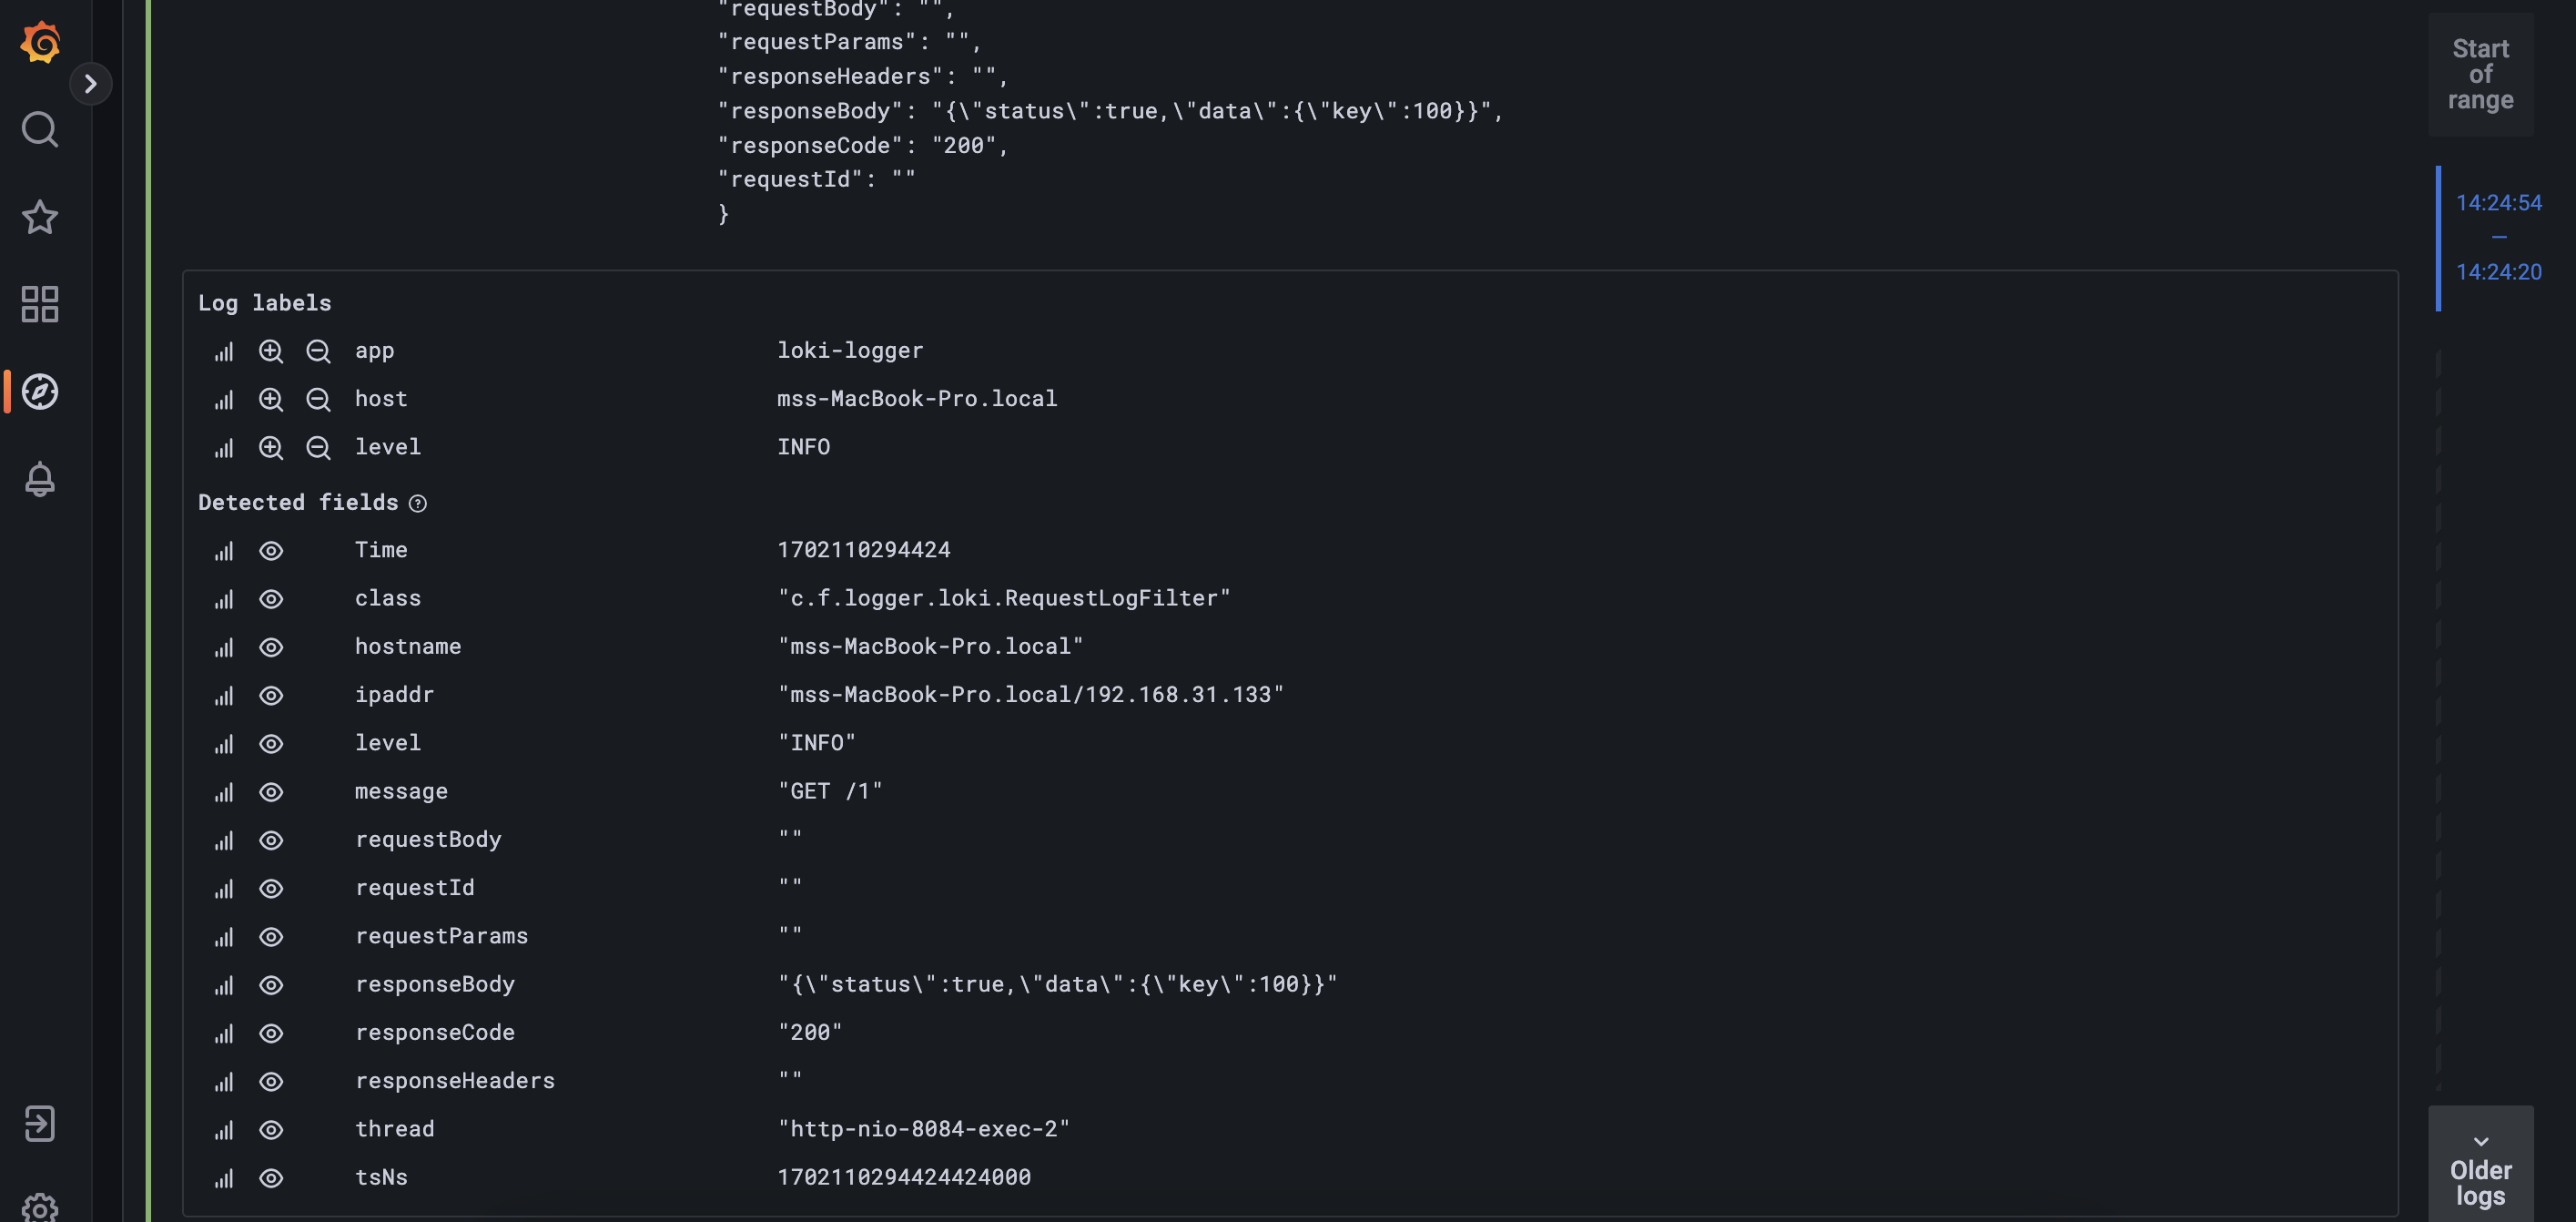 "requestBody": "",
"requestParams": "",
"responseHeaders": "",
"responseBody": "{\"status\":true,\"data\":{\"key\":100}}",
"responseCode": "200",
"requestId": ""
}
Log labels
app loki-logger
host mss-MacBook-Pro.local
level INFO
Detected fields
Time 1702110294424
class "c.f.logger.loki.RequestLogFilter"
hostname "mss-MacBook-Pro.local"
ipaddr "mss-MacBook-Pro.local/192.168.31.133"
level "INFO"
message "GET /1"
requestBody ""
requestId ""
requestParams ""
responseBody "{\"status\":true,\"data\":{\"key\":100}}"
responseCode "200"
responseHeaders ""
thread "http-nio-8084-exec-2"
tsNs 1702110294424424000
Start
of
range
14:24:54
—
14:24:20
Older
logs